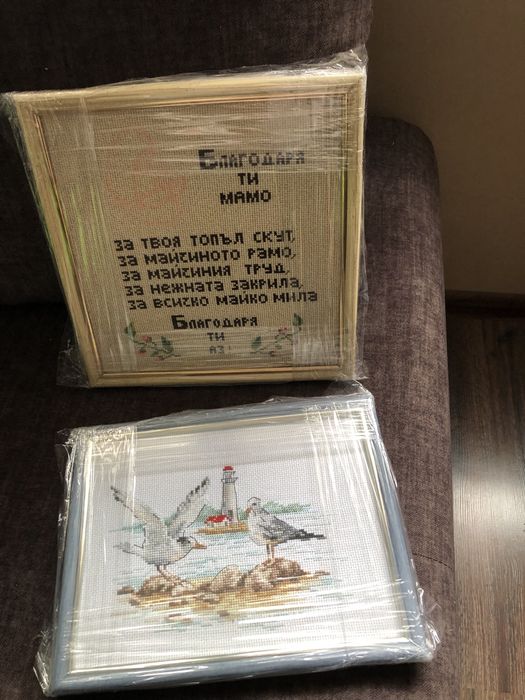 Благодаря
ти
мамо
за твоя топъл скут,
за майчиното рамо,
за майчиния труд,
за нежната закрила,
за всичко майко мила
Благодаря
ти
аз!